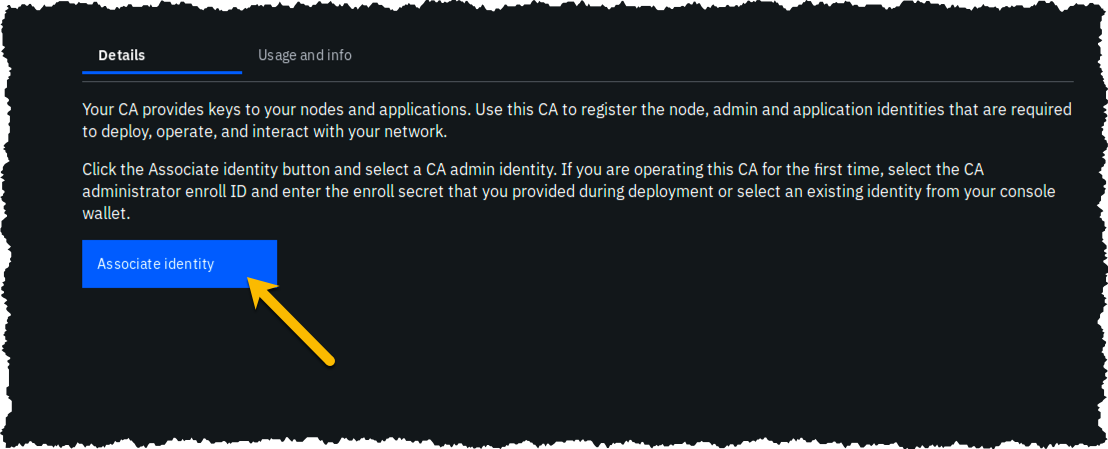 Details
Usage and info
Your CA provides keys to your nodes and applications. Use this CA to register the node, admin and application identities that are required
to deploy, operate, and interact with your network.
Click the Associate identity button and select a CA admin identity. If you are operating this CA for the first time, select the CA
administrator enroll ID and enter the enroll secret that you provided during deployment or select an existing identity from your console
wallet.
Associate identity